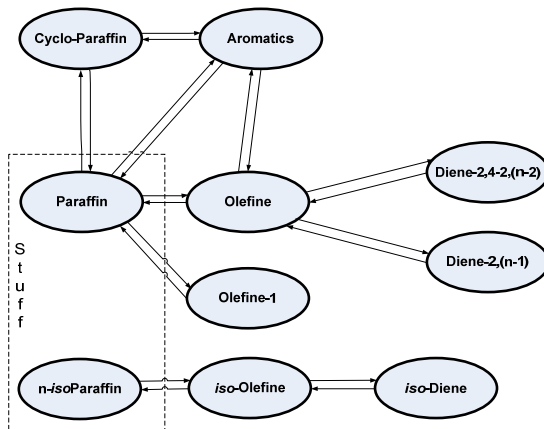 Cyclo-Paraffin
Aromatics
Paraffin
Olefine
Diene-2,4-2,(n-2)
Diene-2,(n-1)
Olefine-1
Stuff
n-isoParaffin
iso-Olefine
iso-Diene